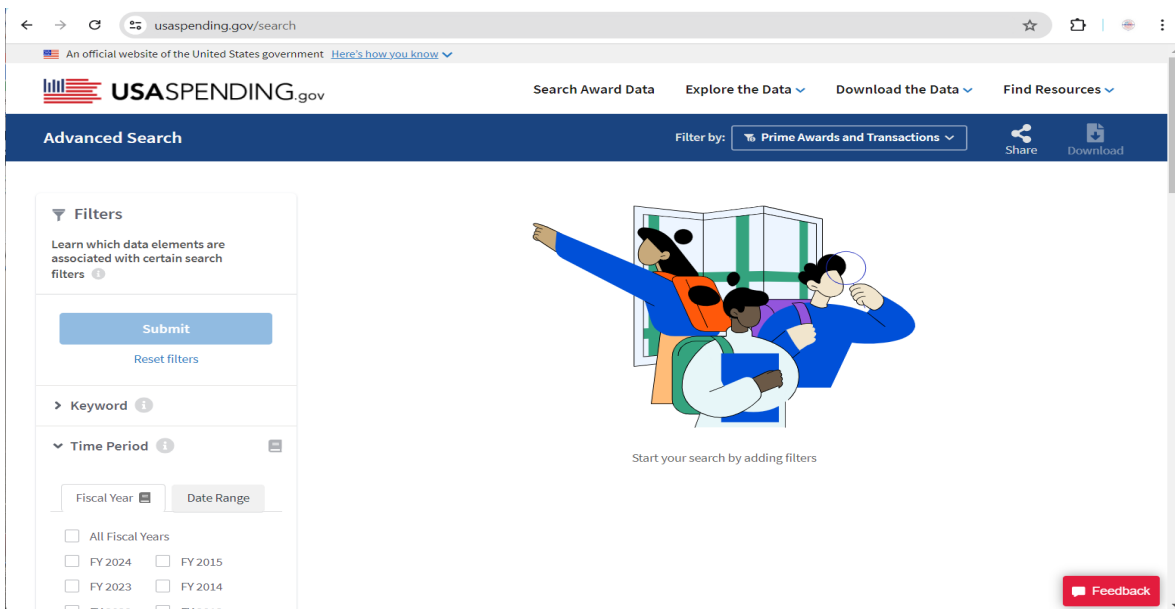 usaspending.gov/search
An official website of the United States government Here's how you know
USASPENDING.gov
Search Award Data Explore the Data Download the Data Find Resources
Advanced Search
Filter by: Prime Awards and Transactions
Share
Download
Filters
Learn which data elements are
associated with certain search
filters
Submit
Reset filters
Keyword
Time Period
Fiscal Year Date Range
All Fiscal Years
FY 2024 FY 2015
FY 2023 FY 2014
Start your search by adding filters
Feedback